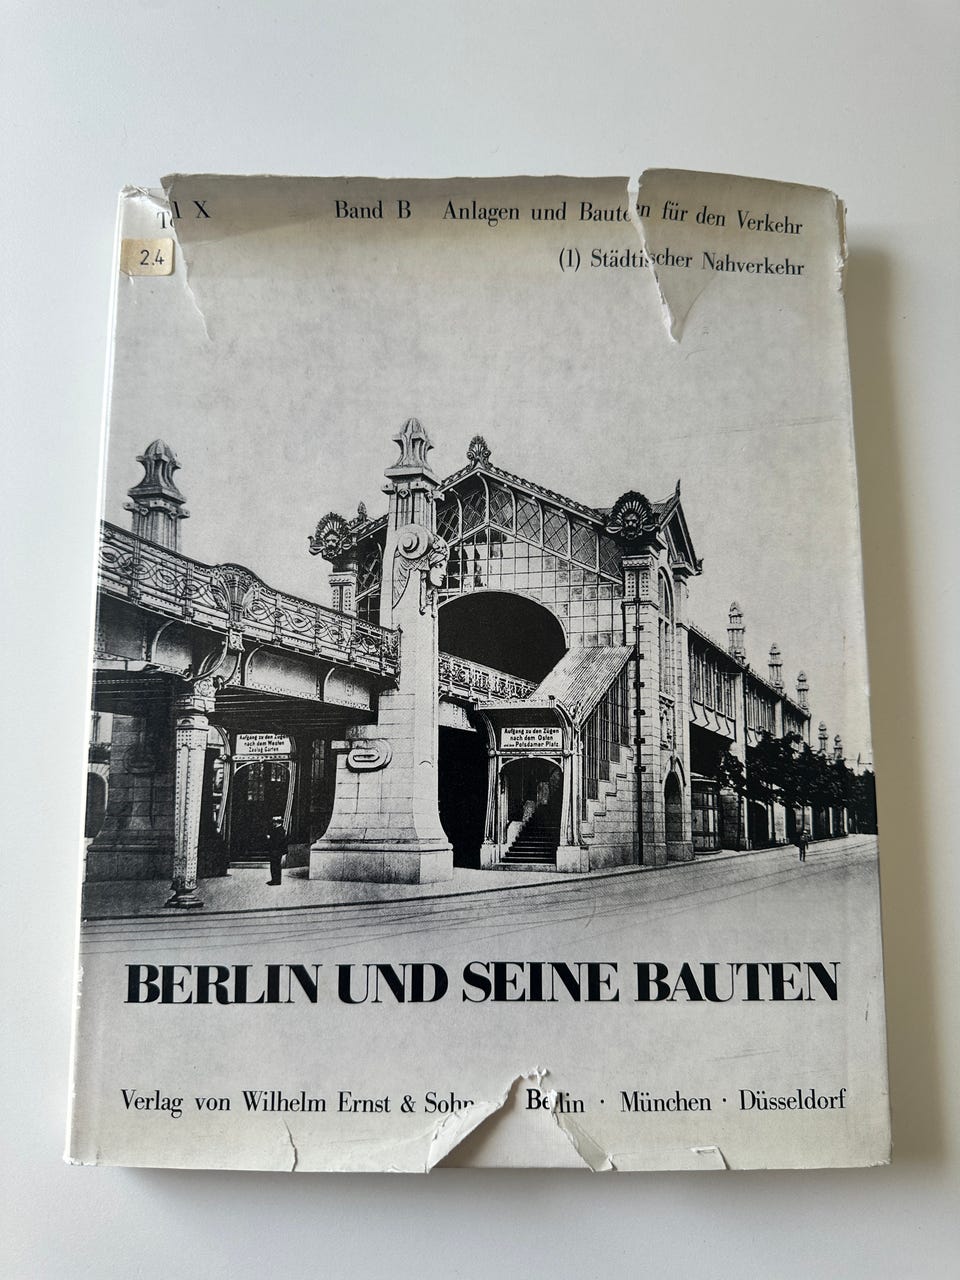 Te l X Band B Anlagen und Bauten für den Verkehr
(1) Städtischer Nahverkehr
2.4
Aufgang zu den Zügen
nach dem Westen
Zoolog. Garten
Aufgang zu den Zügen
nach dem Osten
Potsdamer Platz
BERLIN UND SEINE BAUTEN
Verlag von Wilhelm Ernst & Sohn Berlin · München · Düsseldorf